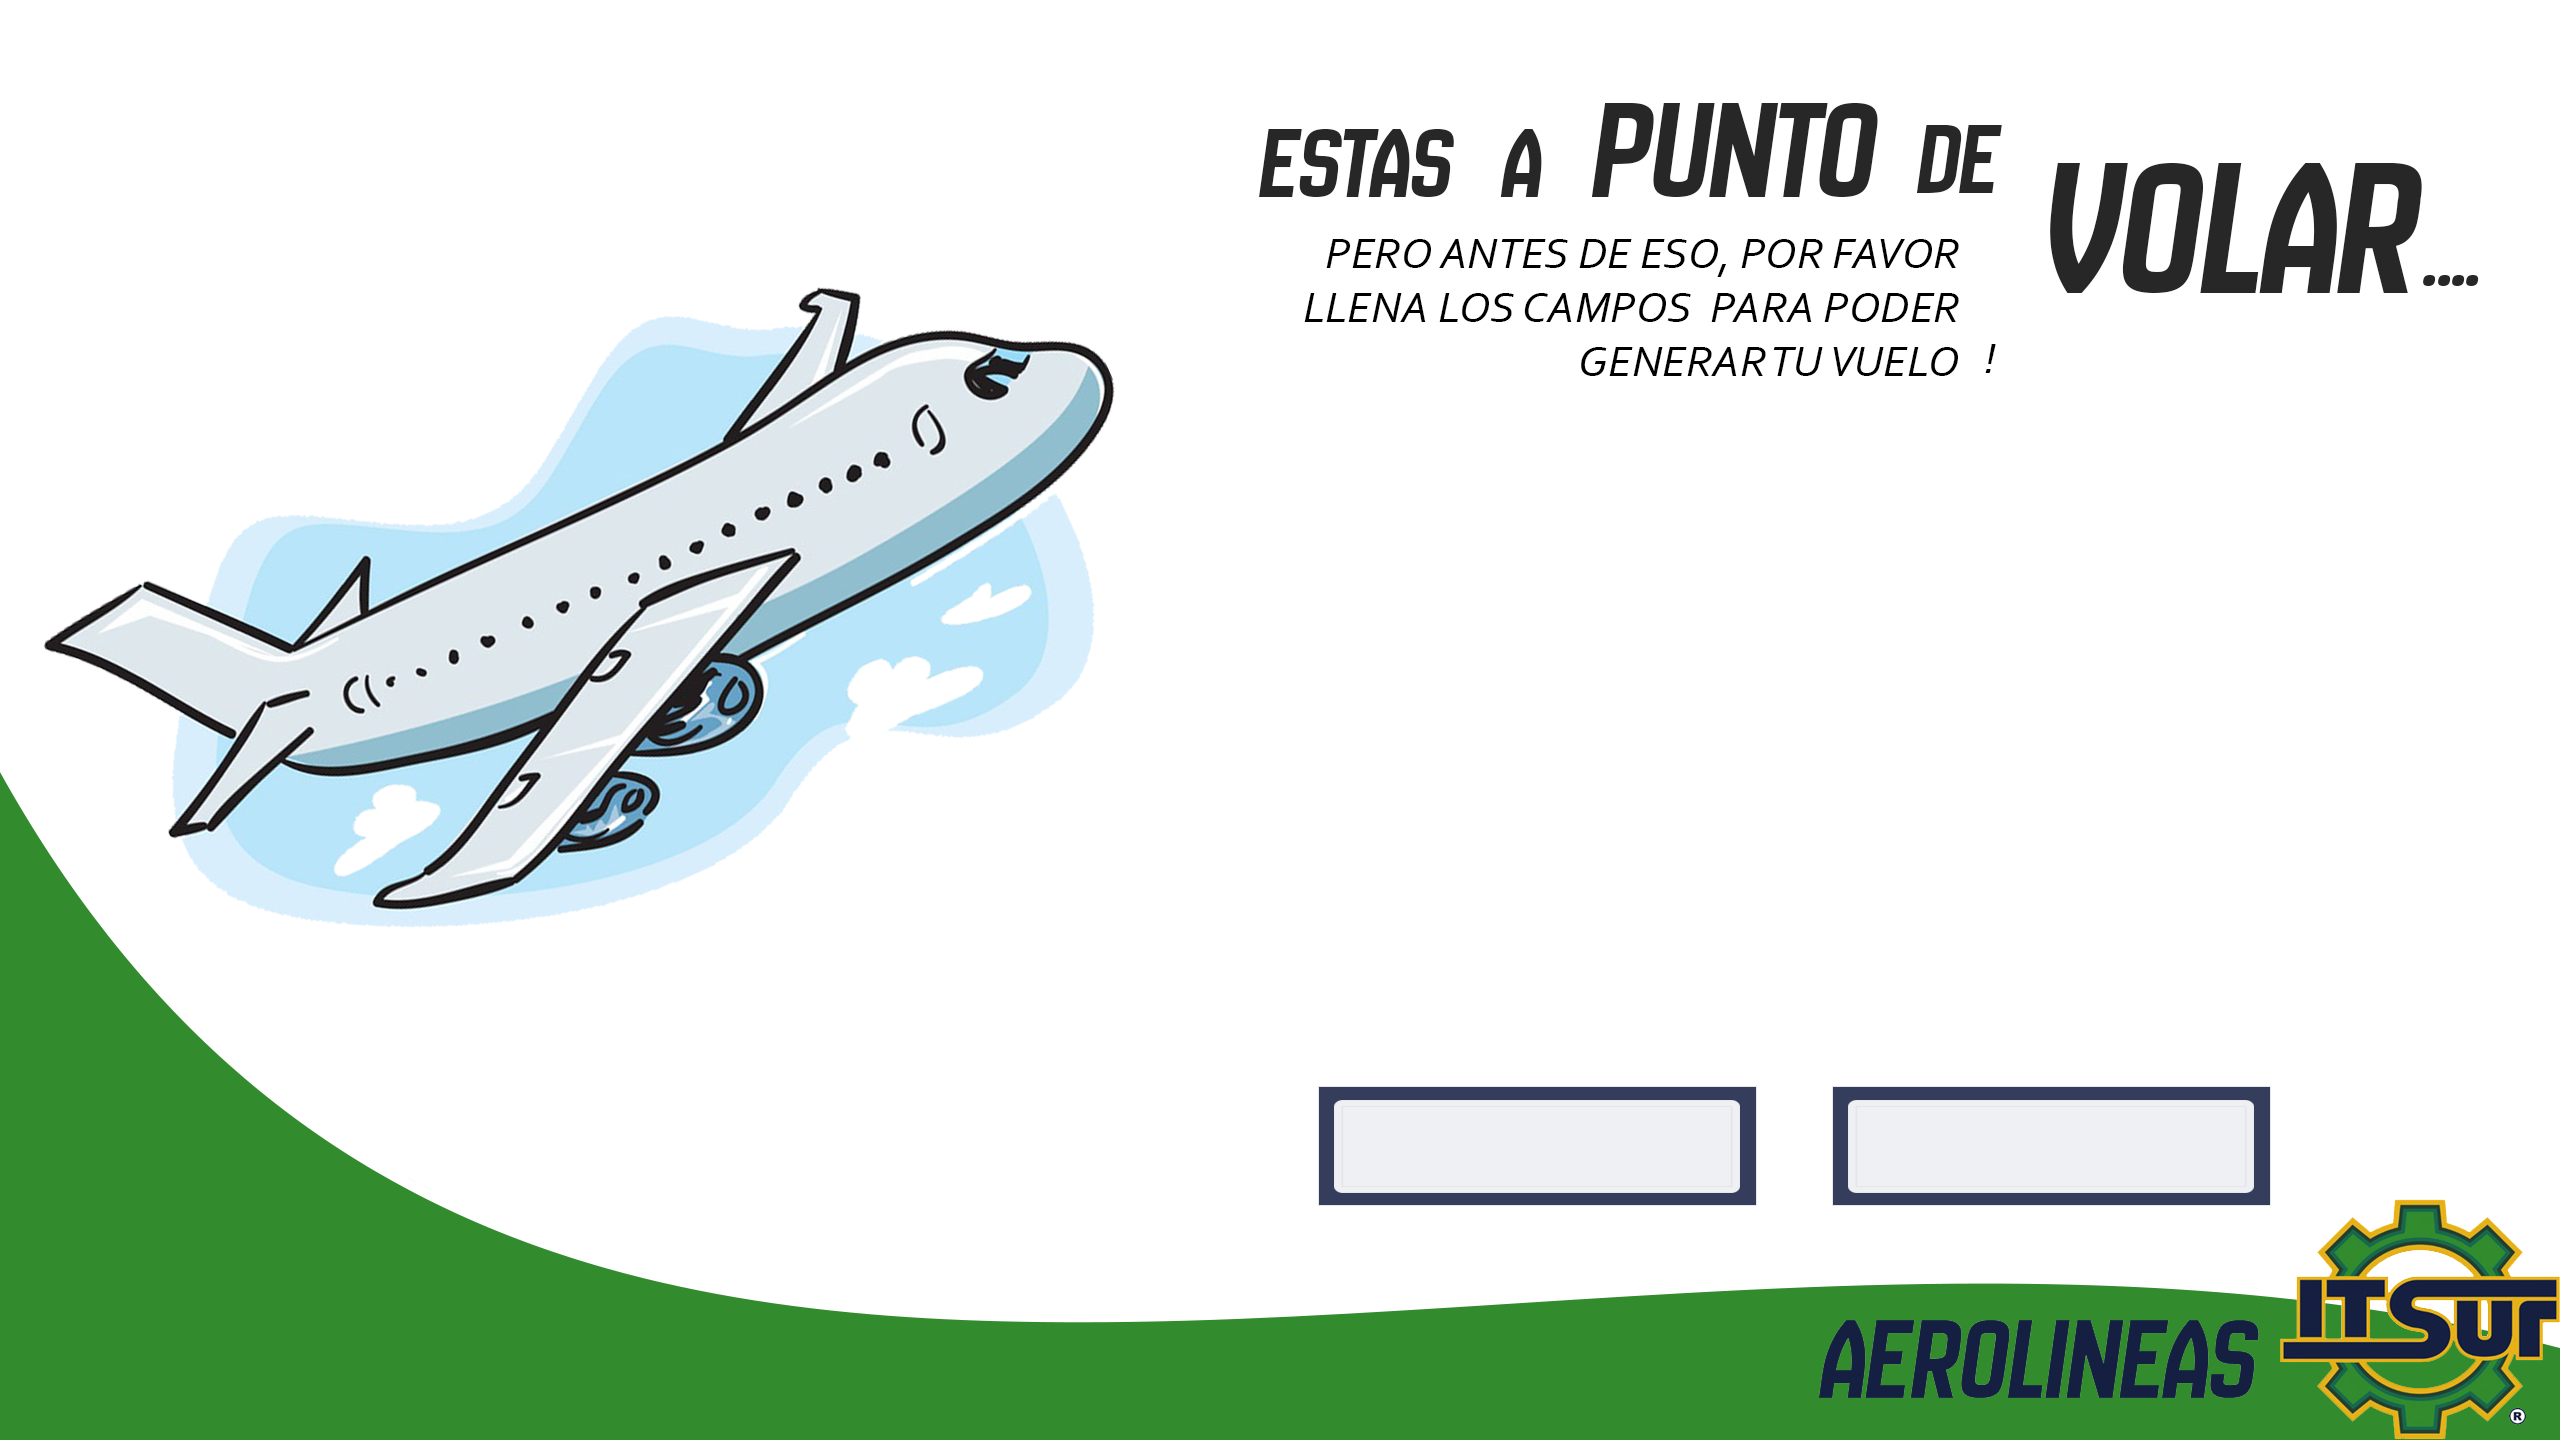 ESTAS A PUNTO DE VOLAR....
PERO ANTES DE ESO, POR FAVOR
LLENA LOS CAMPOS PARA PODER
GENERAR TU VUELO !
AEROLINEAS
ITSur
®